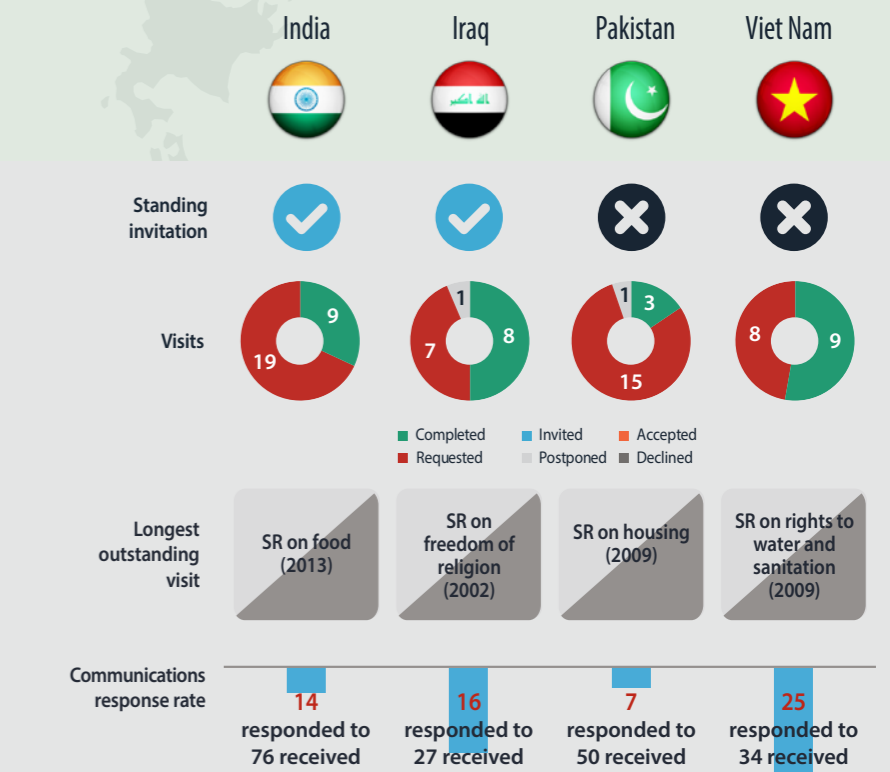 India
Iraq
Pakistan
Viet Nam
الله اكبر
Standing
invitation
Visits
9
19
1
8
7
1
3
15
8
9
Completed
Invited
Accepted
Requested
Postponed
Declined
Longest
outstanding
visit
SR on food
(2013)
SR on
freedom of
religion
(2002)
SR on housing
(2009)
SR on rights to
water and
sanitation
(2009)
Communications
response rate
14
responded to
76 received
16
responded to
27 received
7
responded to
50 received
25
responded to
34 received